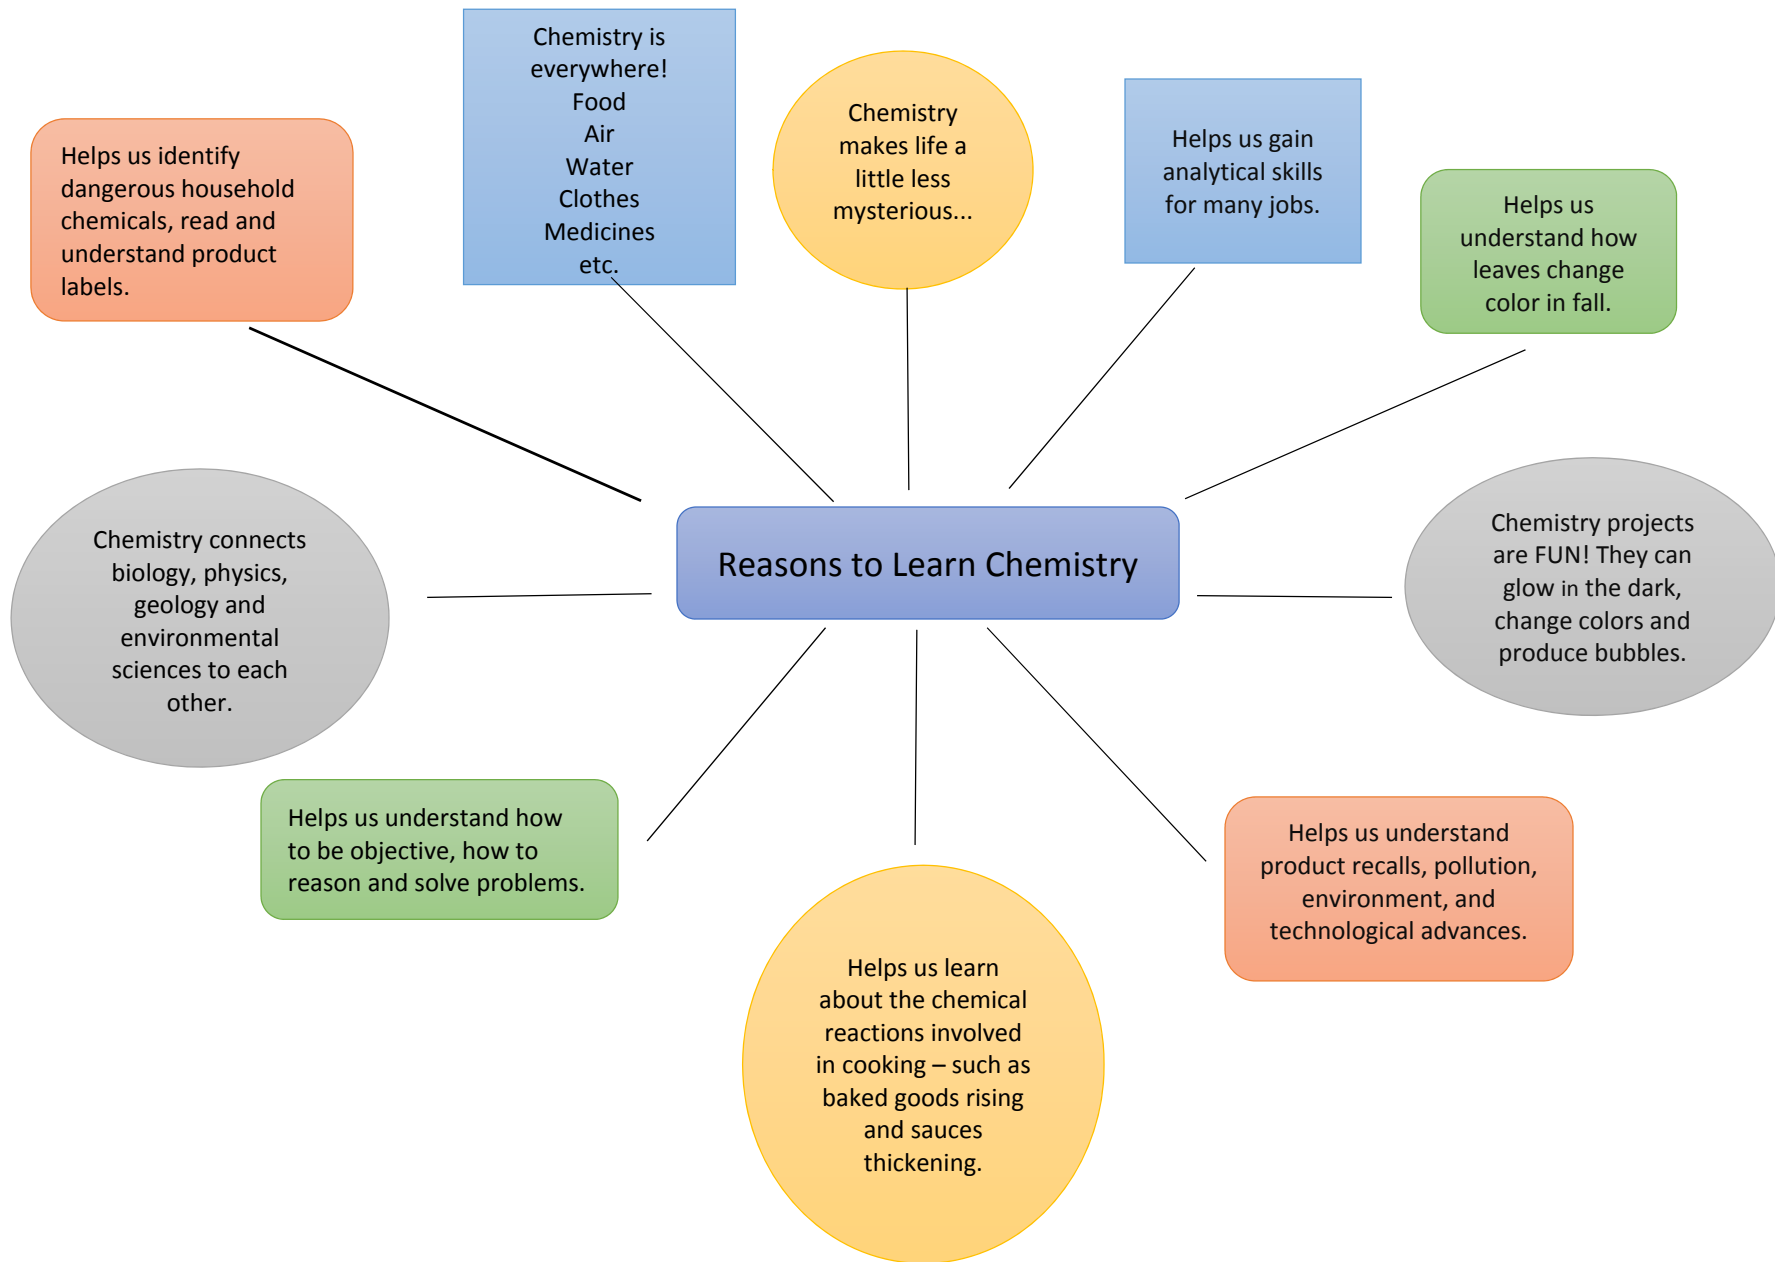 Chemistry is
everywhere!
Food
Air
Water
Clothes
Medicines
etc.
Chemistry
makes life a
little less
mysterious...
Helps us gain
analytical skills
for many jobs.
Helps us identify
dangerous household
chemicals, read and
understand product
labels.
Helps us
understand how
leaves change
color in fall.
Chemistry connects
biology, physics,
geology and
environmental
sciences to each
other.
Reasons to Learn Chemistry
Chemistry projects
are FUN! They can
glow in the dark,
change colors and
produce bubbles.
Helps us understand how
to be objective, how to
reason and solve problems.
Helps us understand
product recalls, pollution,
environment, and
technological advances.
Helps us learn
about the chemical
reactions involved
in cooking – such as
baked goods rising
and sauces
thickening.